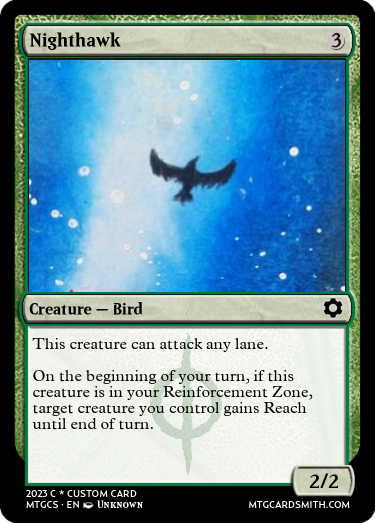 Nighthawk 3
Creature — Bird
This creature can attack any lane.
On the beginning of your turn, if this
creature is in your Reinforcement Zone,
target creature you control gains Reach
until end of turn.
2/2
2023 C * CUSTOM CARD
MTGCS · EN Unknown
MTGCARDSMITH.COM